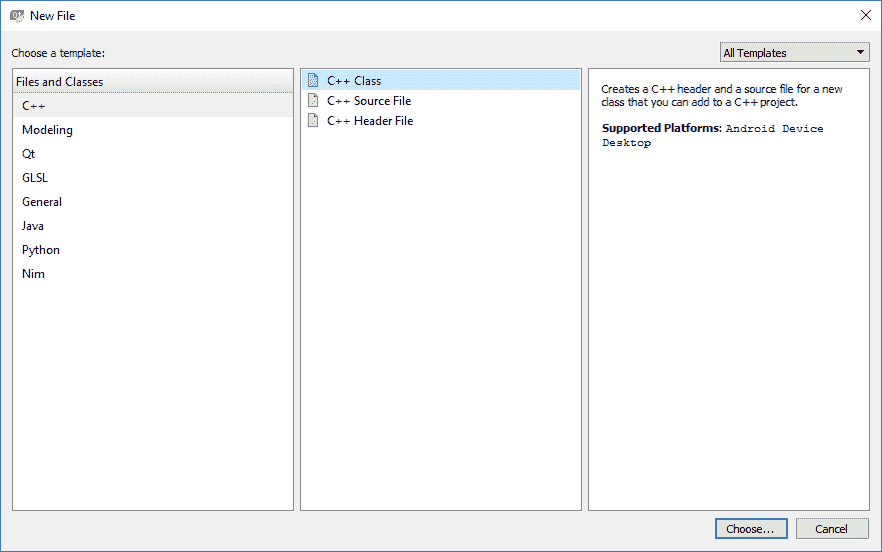 New File
Choose a template:
All Templates
Files and Classes
C++
Modeling
Qt
GLSL
General
Java
Python
Nim
C++ Class
C++ Source File
C++ Header File
Creates a C++ header and a source file for a new
class that you can add to a C++ project.
Supported Platforms: Android Device
Desktop
Choose...
Cancel